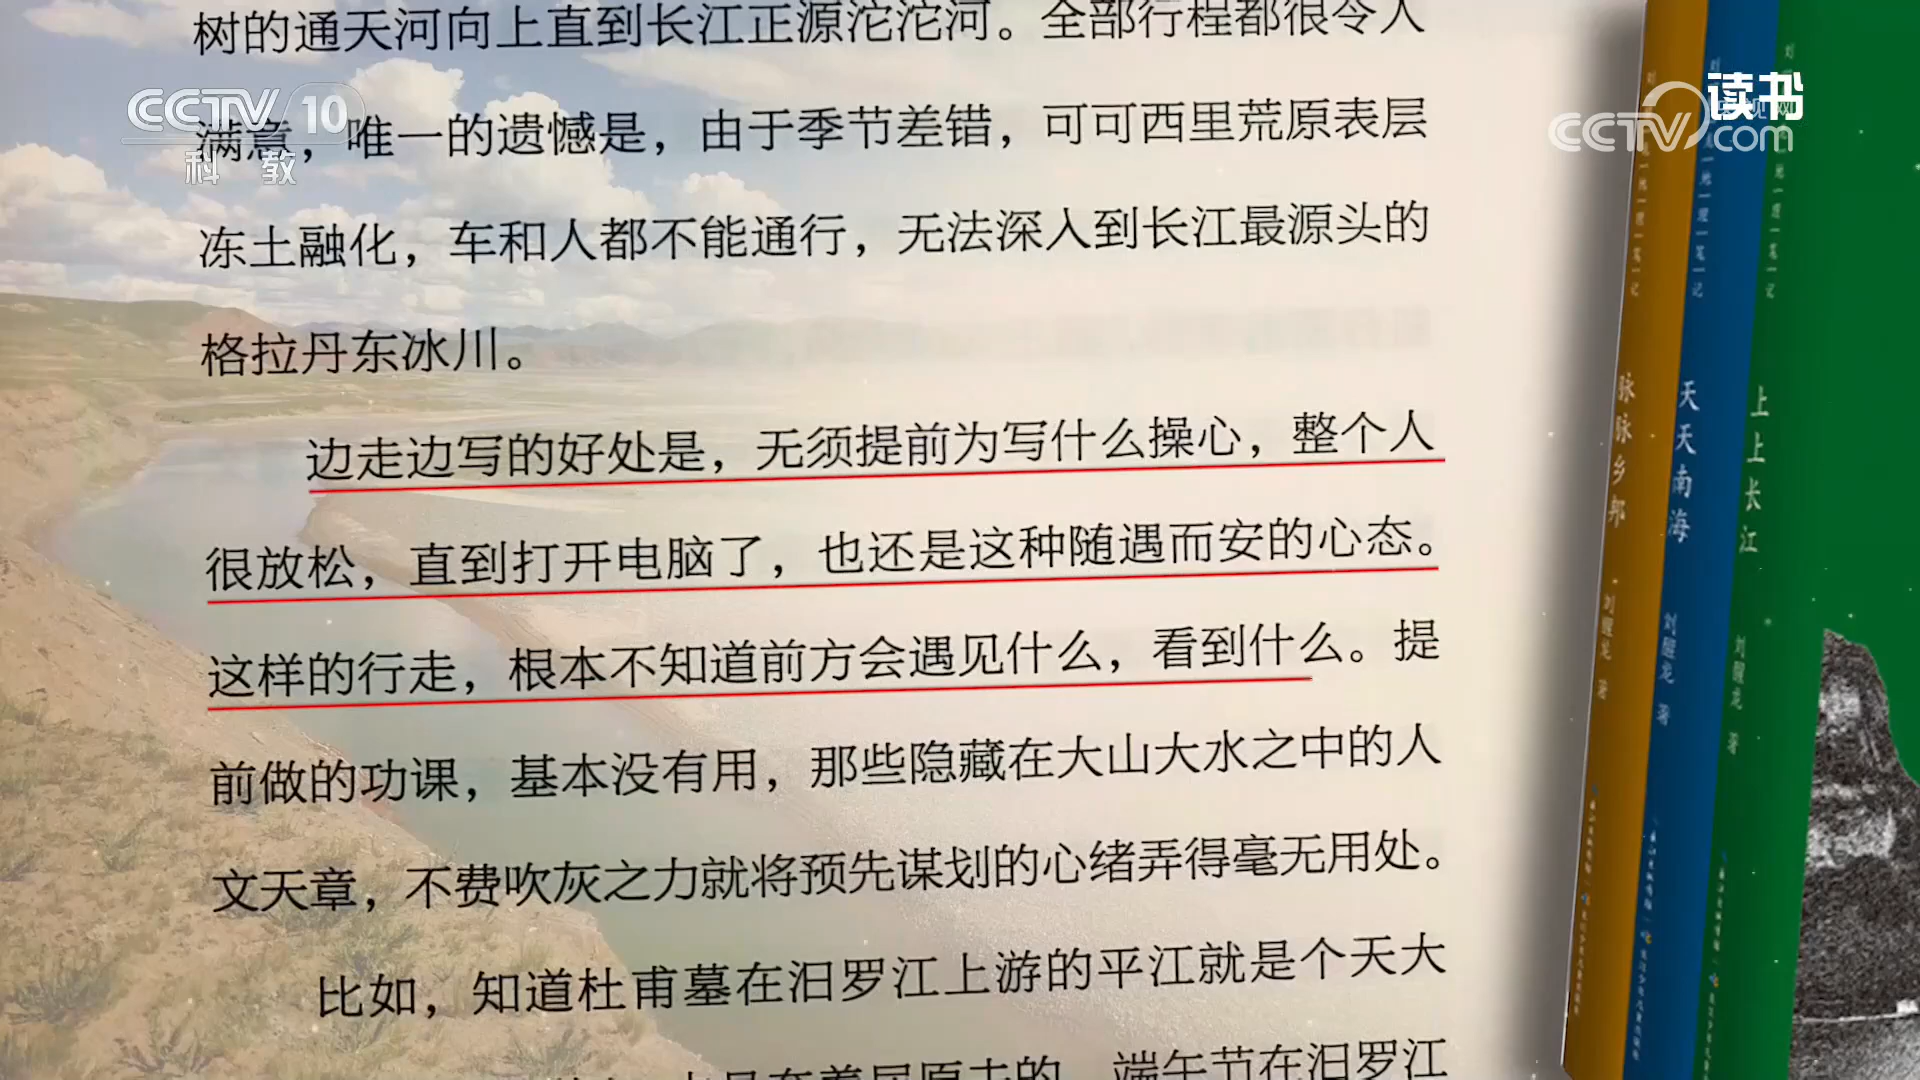 树的通天河向上直到长江正源沱沱河。全部行程都很令人
满意，唯一的遗憾是，由于季节差错，可可西里荒原表层
冻土融化，车和人都不能通行，无法深入到长江最源头的
格拉丹东冰川。
边走边写的好处是，无须提前为写什么操心，整个人
很放松，直到打开电脑了，也还是这种随遇而安的心态。
这样的行走，根本不知道前方会遇见什么，看到什么。提
前做的功课，基本没有用，那些隐藏在大山大水之中的人
文天章，不费吹灰之力就将预先谋划的心绪弄得毫无用处。
比如，知道杜甫墓在汨罗江上游的平江就是个天大
端午节在汨罗江
CCTV 10
科教
读书
CCTV.com
脉脉乡邦 刘醒龙 著
天天南海 刘醒龙 著
上上长江 刘醒龙 著